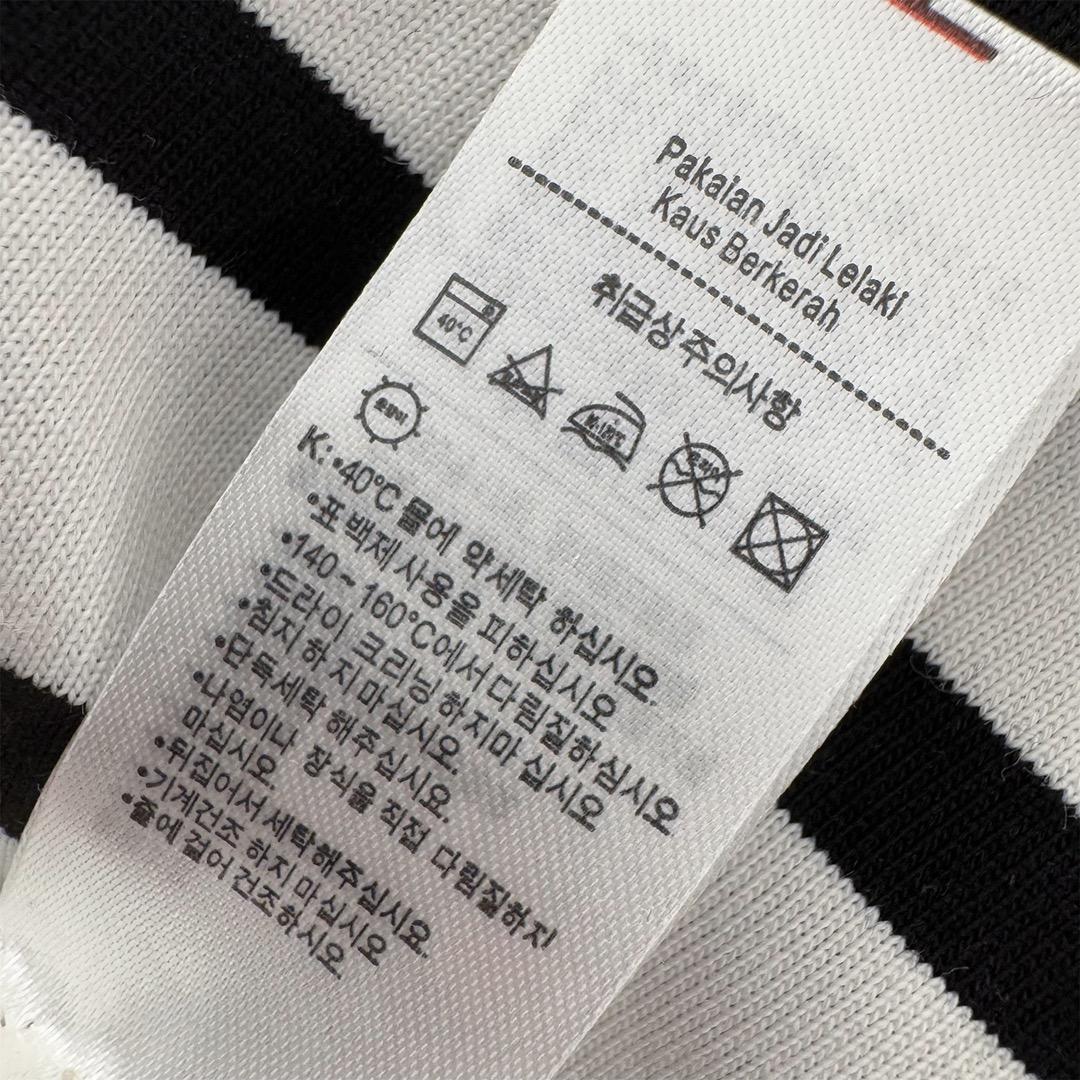 Pakaian Jadi Lelaki
Kaus Berkerah
취급상주의사항
40°C
K:•40°C 물에 약세탁 하십시오.
•표백제사용을 피하십시오
•140~160°C에서다림질하십시오.
•드라이 크리닝 하지마 십시오.
•침지 하 지마십시오.
•단독세탁 해주십시오.
•나염이나 장식을 직접 다림질하지
마십시오.
•뒤집어서 세탁해주십시요.
•기계건조 하지 마 십시오
•줄에 걸어 건조하시오.